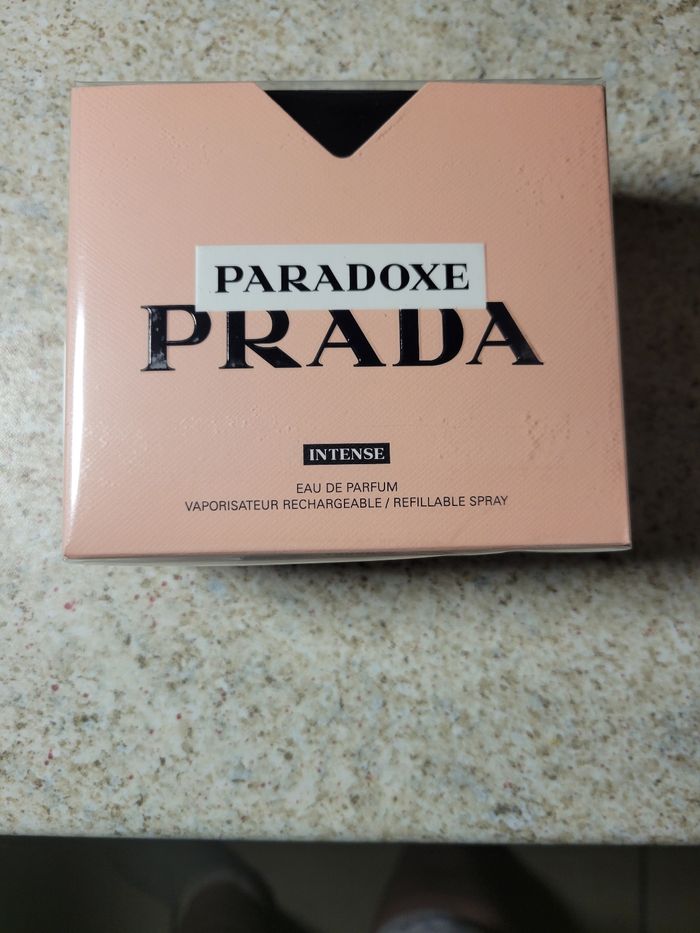 PARADOXE
PRADA
INTENSE
EAU DE PARFUM
VAPORISATEUR RECHARGEABLE / REFILLABLE SPRAY